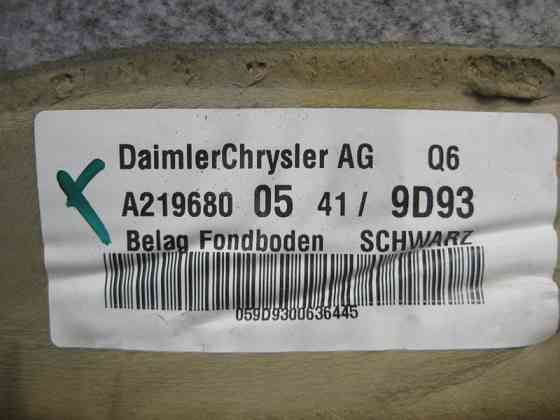 DaimlerChrysler AG Q6
A219680 05 41 / 9D93
Belag Fondboden SCHWARZ
059D9300636445